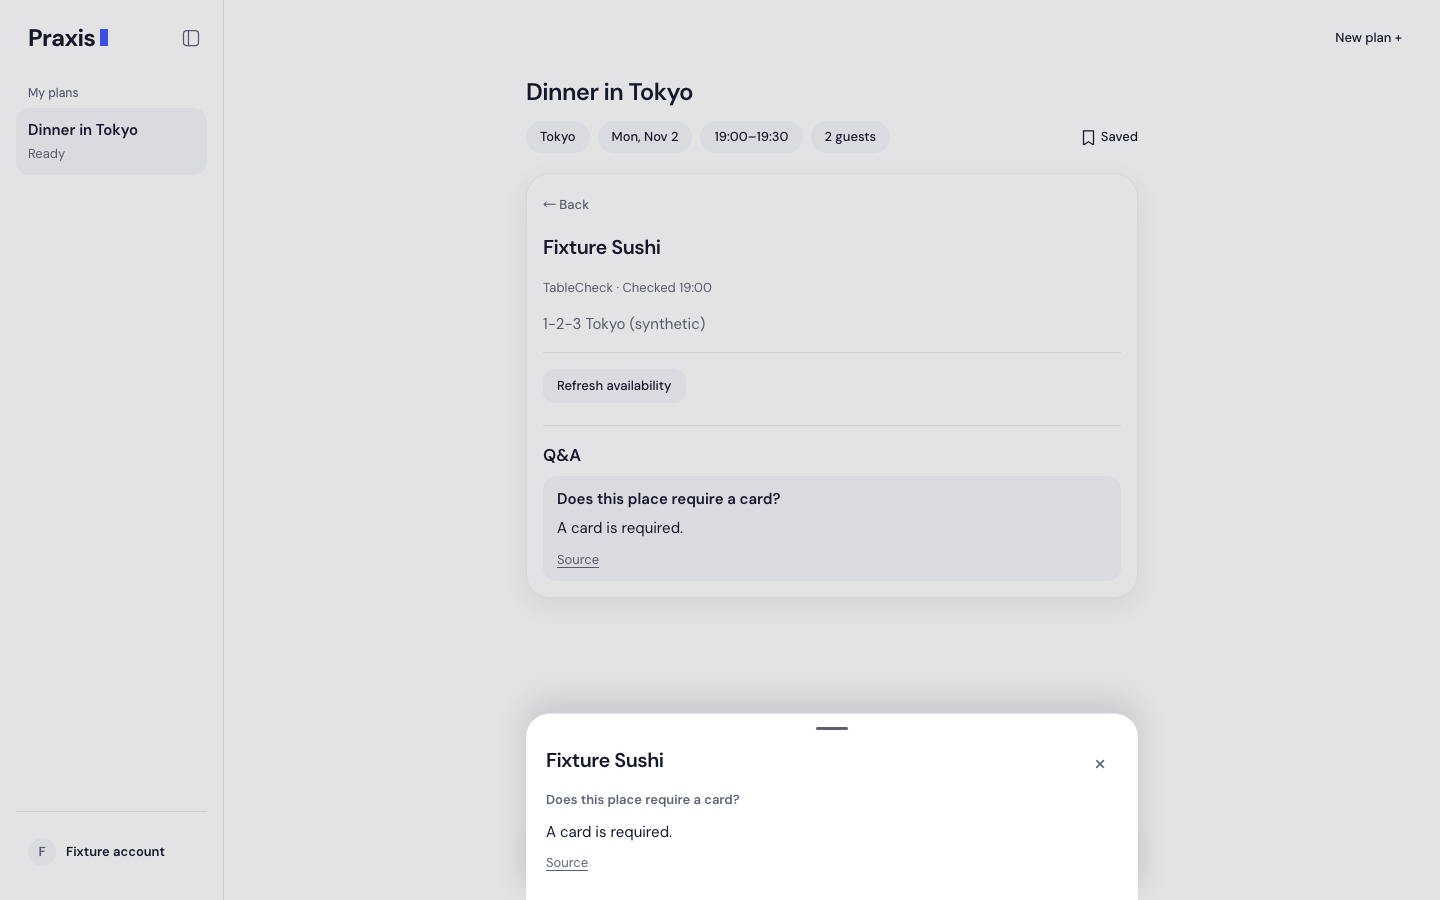 Praxis
New plan +
My plans
Dinner in Tokyo
Ready
Dinner in Tokyo
Tokyo
Mon, Nov 2
19:00–19:30
2 guests
Saved
← Back
Fixture Sushi
TableCheck · Checked 19:00
1-2-3 Tokyo (synthetic)
Refresh availability
Q&A
Does this place require a card?
A card is required.
Source
Fixture Sushi
×
Does this place require a card?
A card is required.
Source
F
Fixture account